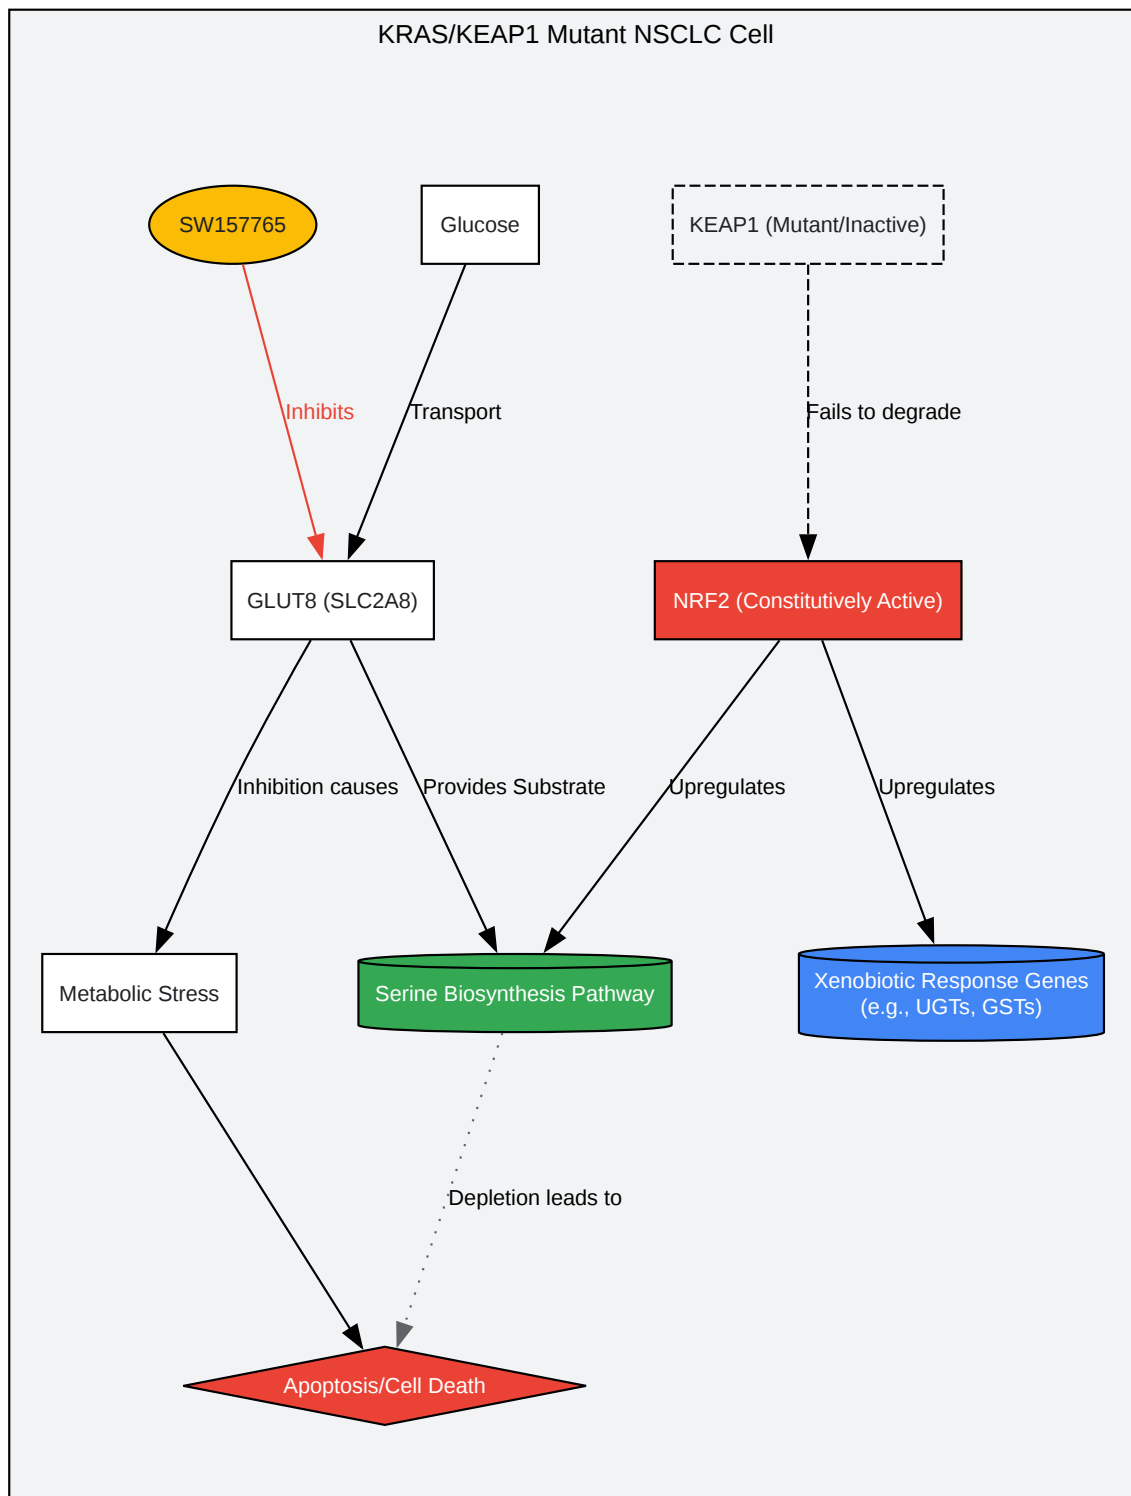 KRAS/KEAP1 Mutant NSCLC Cell
SW157765
Glucose
KEAP1 (Mutant/Inactive)
Inhibits
Transport
Fails to degrade
GLUT8 (SLC2A8)
NRF2 (Constitutively Active)
Inhibition causes
Provides Substrate
Upregulates
Upregulates
Metabolic Stress
Serine Biosynthesis Pathway
Xenobiotic Response Genes
(e.g., UGTs, GSTs)
Depletion leads to
Apoptosis/Cell Death